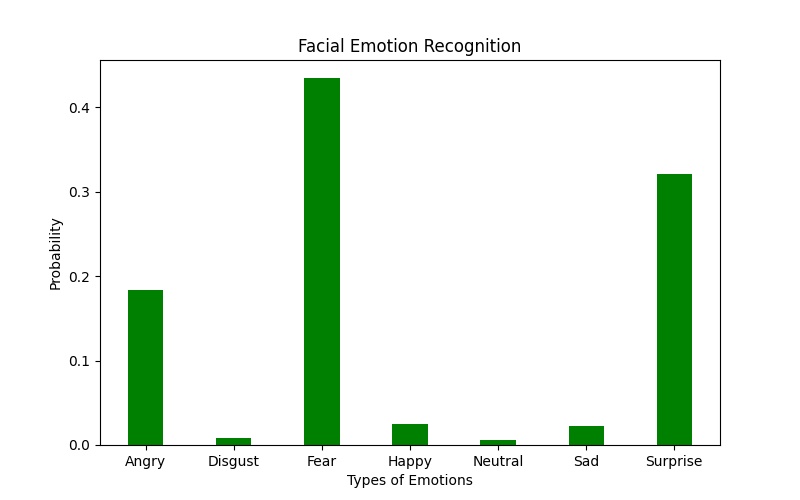 Facial Emotion Recognition
Probability
0.4
0.3
0.2
0.1
0.0
Angry Disgust Fear Happy Neutral Sad Surprise
Types of Emotions